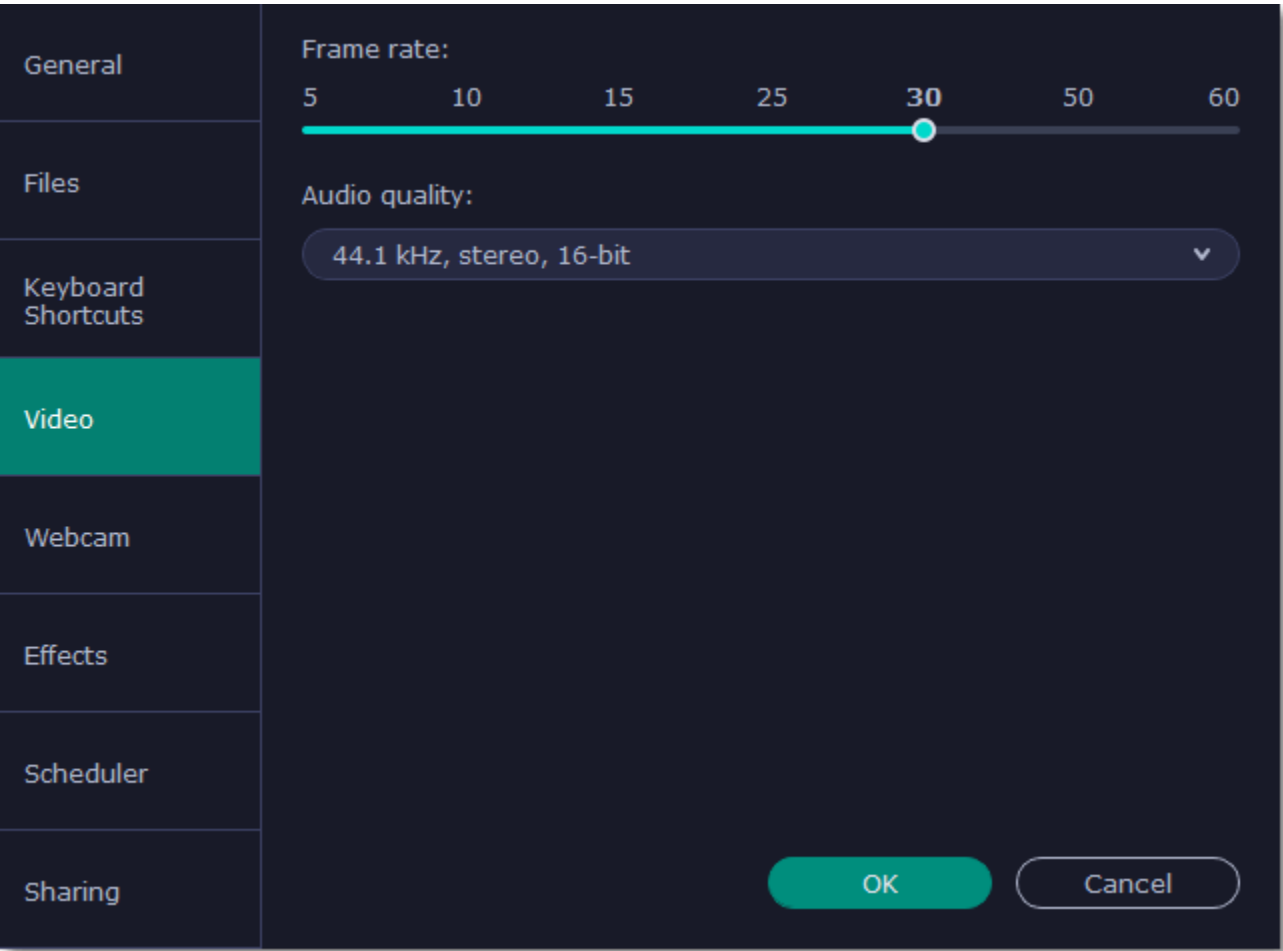 General
Files
Keyboard
Shortcuts
Video
Webcam
Effects
Scheduler
Sharing
Frame rate:
5 10 15 25 30 50 60
Audio quality:
44.1 kHz, stereo, 16-bit
OK Cancel